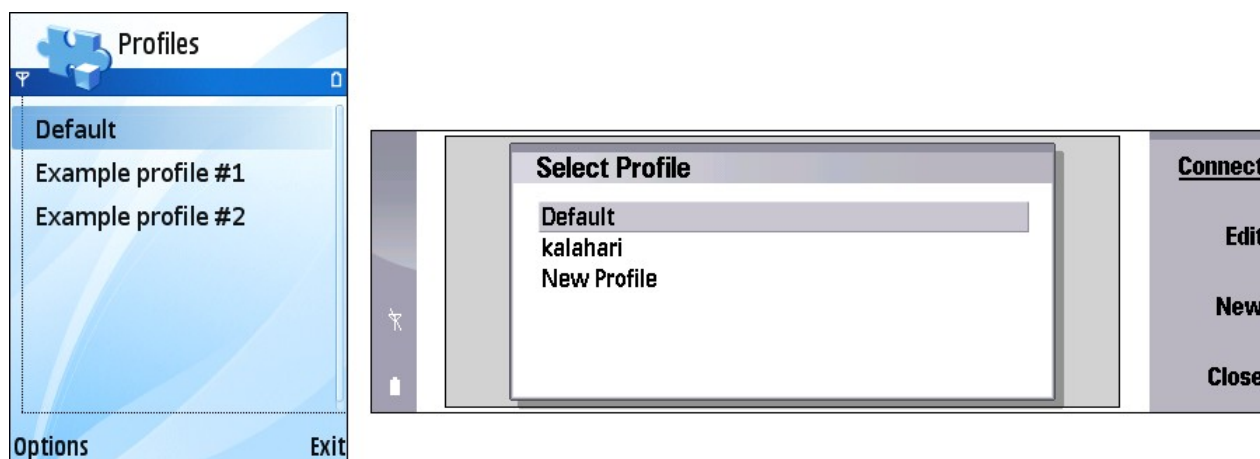 Profiles
Default
Example profile #1
Example profile #2
Options Exit
Select Profile
Default
kalahari
New Profile
Connect
Edit
New
Close